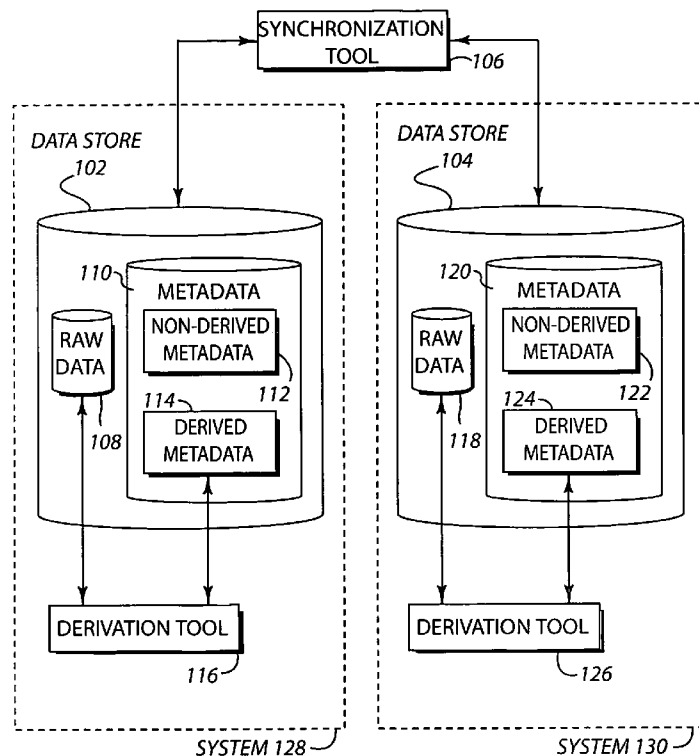 SYNCHRONIZATION
TOOL
106
DATA STORE
102
110
METADATA
RAW
DATA
NON-DERIVED
METADATA
108
112
114
DERIVED
METADATA
DERIVATION TOOL
116
SYSTEM 128
DATA STORE
104
120
METADATA
RAW
DATA
NON-DERIVED
METADATA
118
122
124
DERIVED
METADATA
DERIVATION TOOL
126
SYSTEM 130